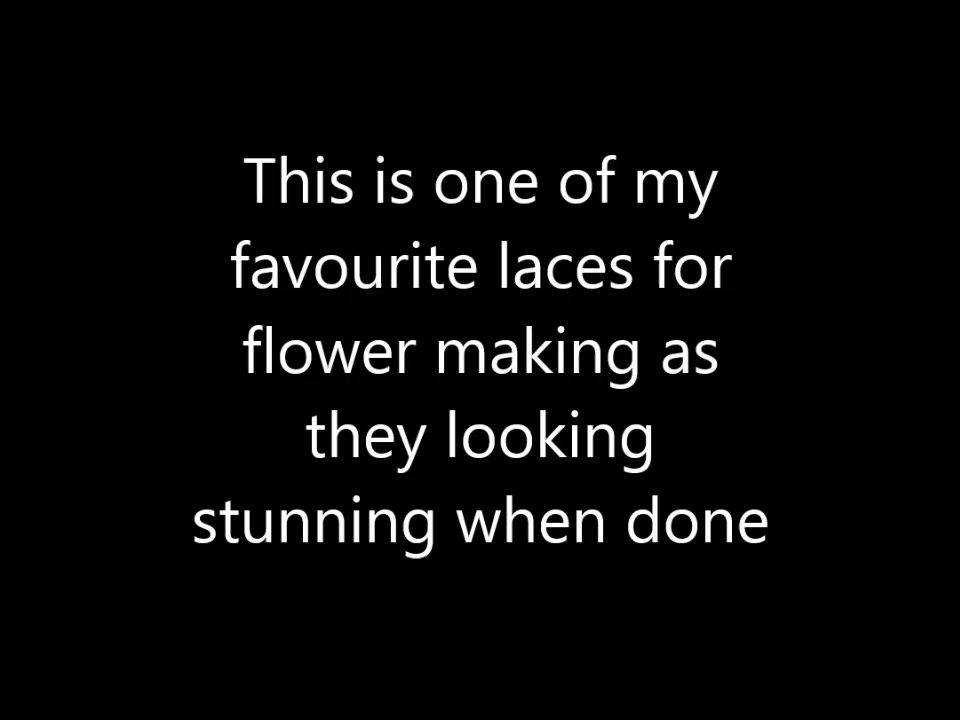 This is one of my
favourite laces for
flower making as
they looking
stunning when done